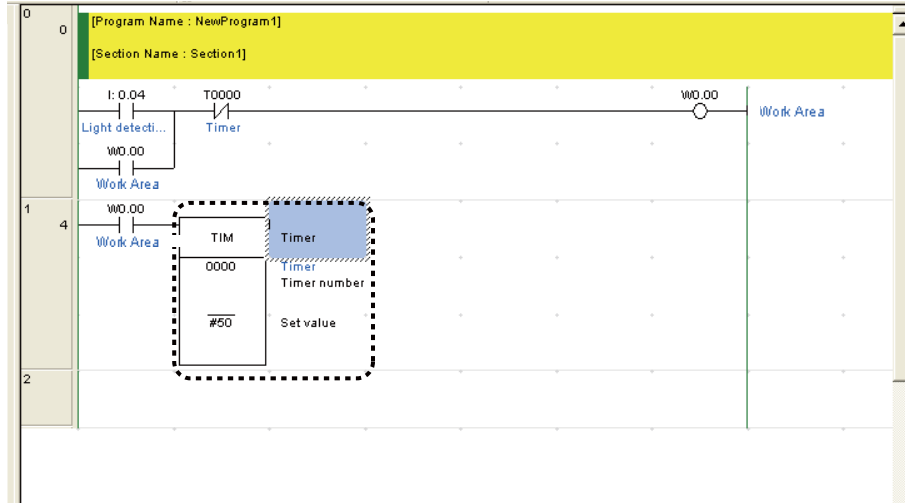 0
0
[Program Name : NewProgram1]
[Section Name : Section1]
I: 0.04 T0000 W0.00
Light detecti... Timer Work Area
W0.00
Work Area
1
4
W0.00
Work Area
TIM Timer
0000 Timer
Timer number
#50 Set value
2